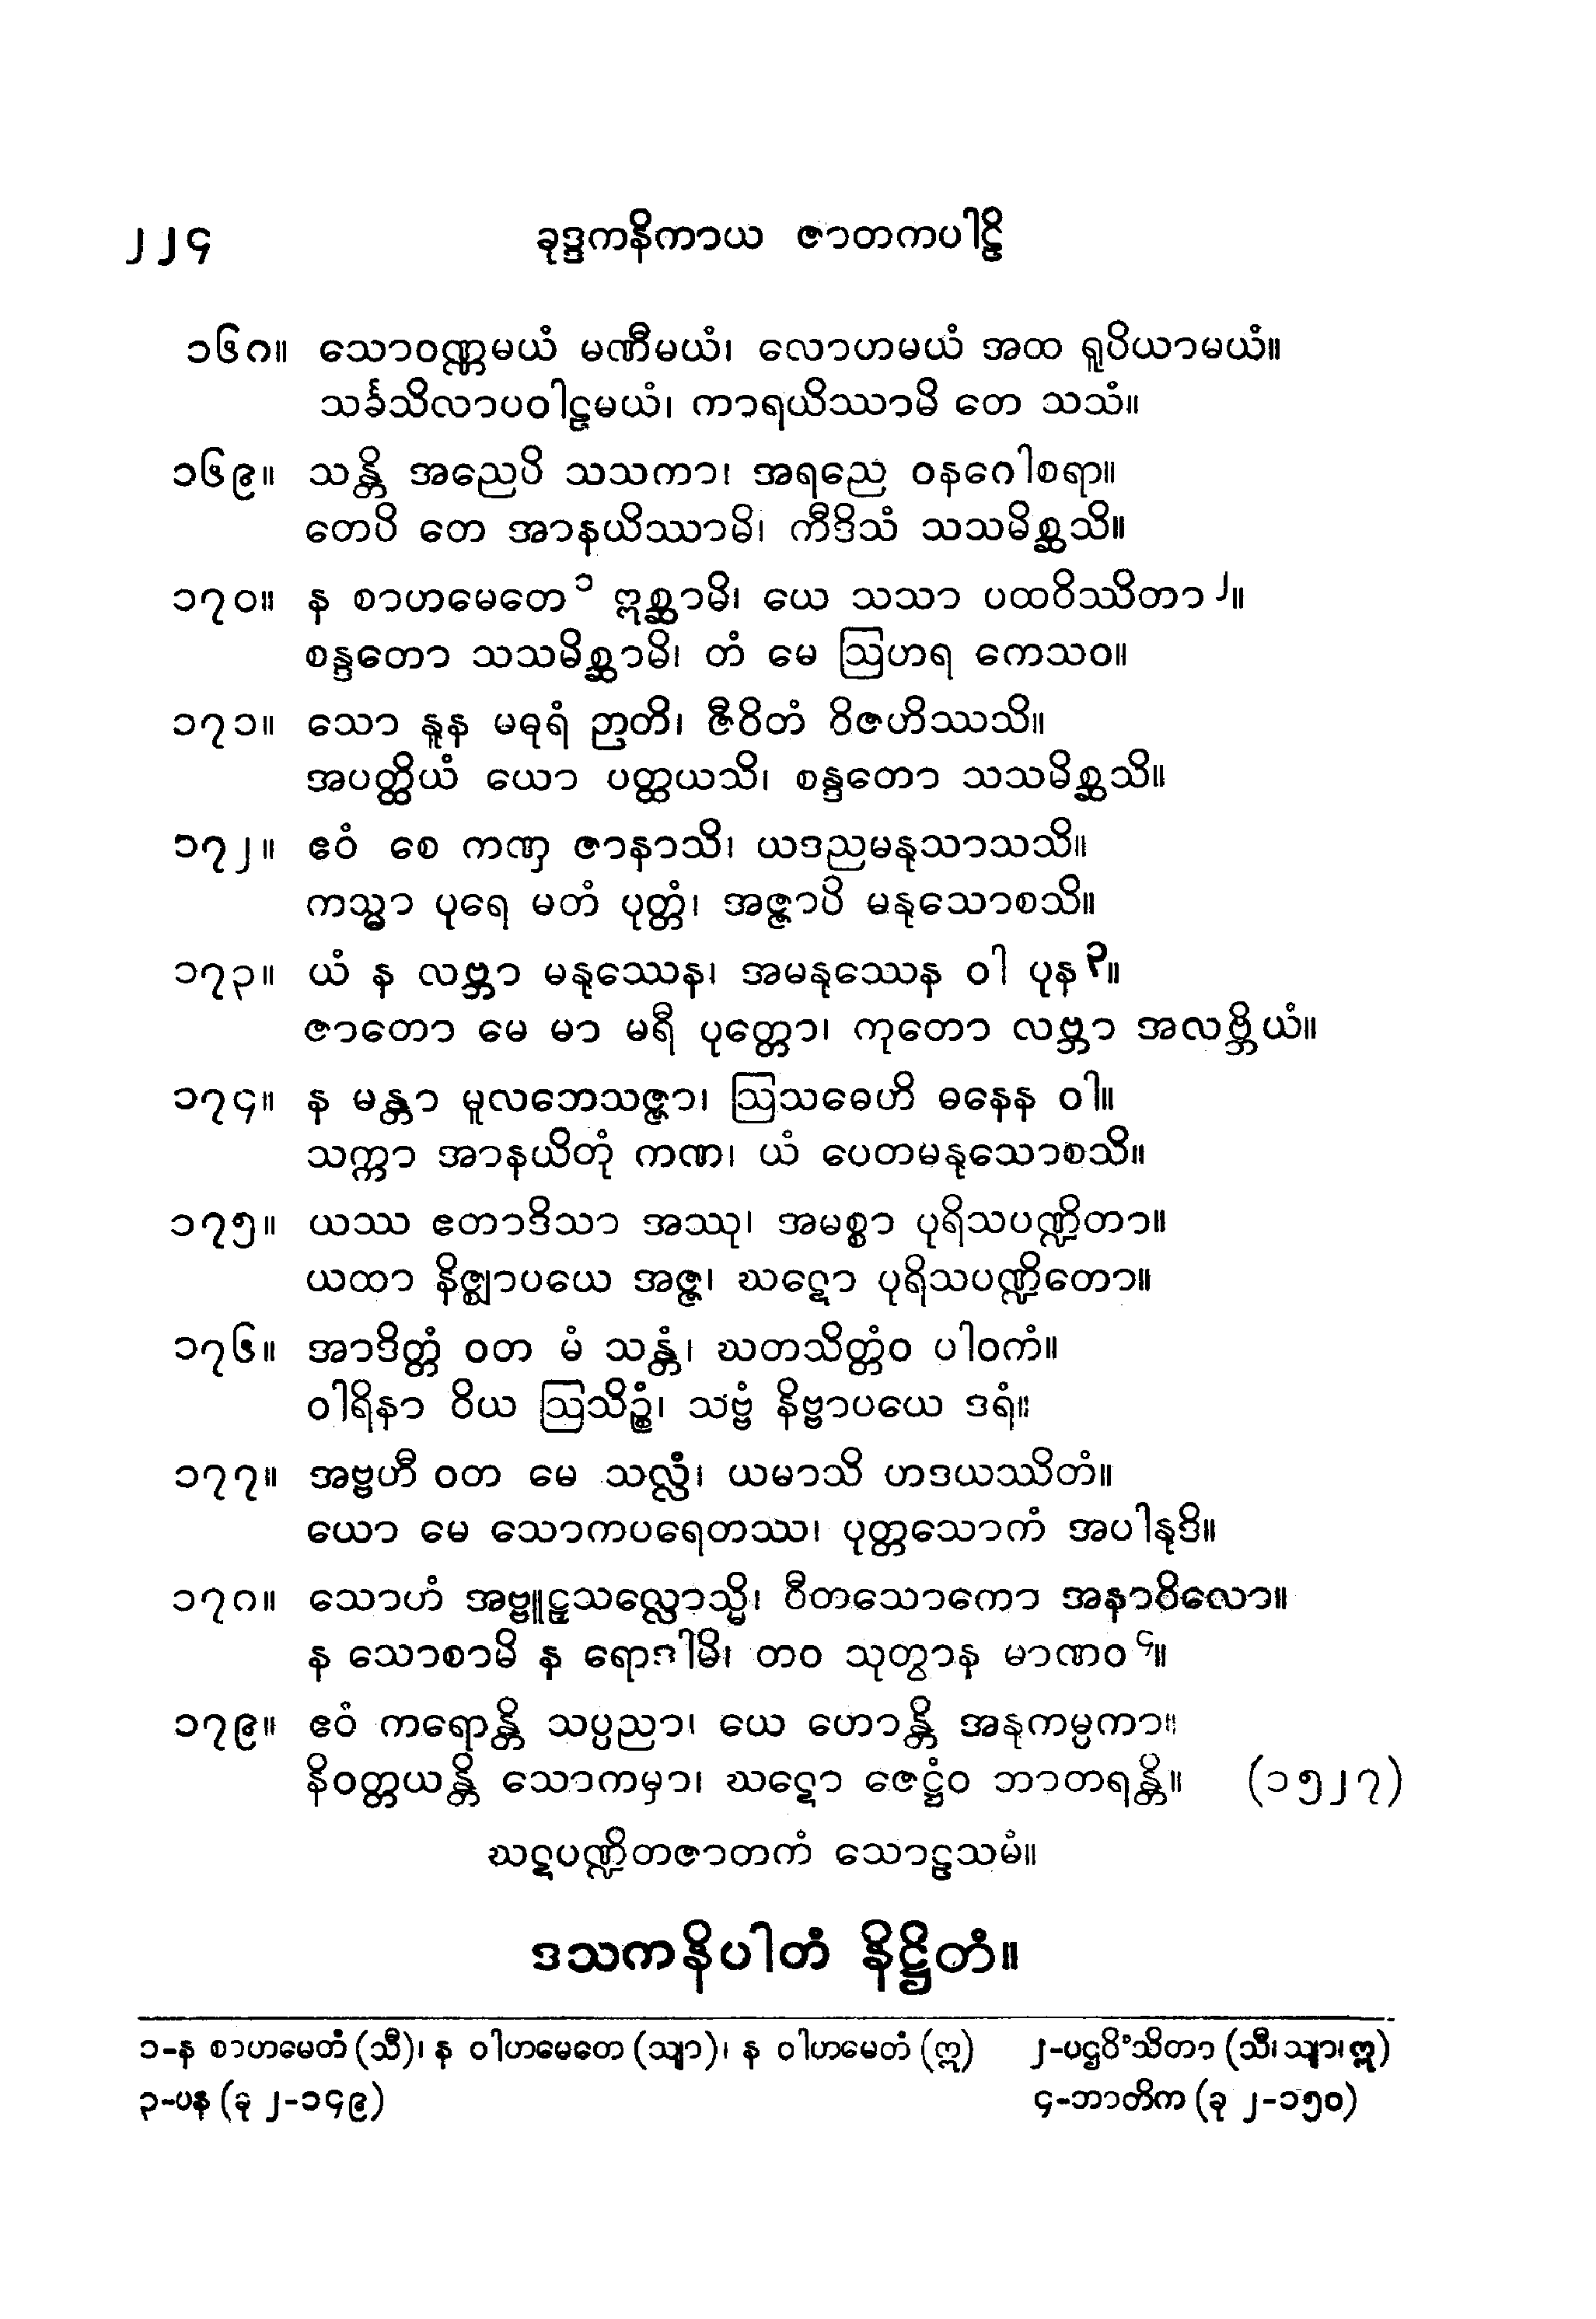 ၂၂၄ ခုဒ္ဒကနိကာယ ဇာတကပါဠိ
၁၆၈။ သောဝဏ္ဏမယံ မဏီမယံ၊ လောဟမယံ အထ ရူပိယာမယံ။
သင်္ခသိလာပဝါဠမယံ၊ ကာရယိဿာမိ တေ သသံ။
၁၆၉။ သန္တိ အညေပိ သသကာ၊ အရညေ ဝနဂေါစရာ။
တေပိ တေ အာနယိဿာမိ၊ ကီဒိသံ သသမိစ္ဆသိ။
၁၇၀။ န စာဟမေတေ ၁ ဣစ္ဆာမိ၊ ယေ သသာ ပထဝိဿိတာ ၂။
စန္ဒတော သသမိစ္ဆာမိ၊ တံ မေ ဩဟရ ကေသဝ။
၁၇၁။ သော နူန မဓုရံ ဉာတိ၊ ဇီဝိတံ ဝိဇဟိဿသိ။
အပတ္ထိယံ ယော ပတ္ထယသိ၊ စန္ဒတော သသမိစ္ဆသိ။
၁၇၂။ ဧဝံ စေ ကဏှ ဇာနာသိ၊ ယဒညမနုသာသသိ။
ကသ္မာ ပုရေ မတံ ပုတ္တံ၊ အဇ္ဇာပိ မနုသောစသိ။
၁၇၃။ ယံ န လဗ္ဘာ မနုဿေန၊ အမနုဿေန ဝါ ပုန ၃။
ဇာတော မေ မာ မရီ ပုတ္တော၊ ကုတော လဗ္ဘာ အလဗ္ဘိယံ။
၁၇၄။ န မန္တာ မူလဘေသဇ္ဇာ၊ ဩသဓေဟိ ဓနေန ဝါ။
သက္ကာ အာနယိတုံ ကဏ၊ ယံ ပေတမနုသောစသိ။
၁၇၅။ ယဿ ဧတာဒိသာ အဿု၊ အမစ္စာ ပုရိသပဏ္ဍိတာ။
ယထာ နိဇ္ဈာပယေ အဇ္ဇ၊ ဃဋော ပုရိသပဏ္ဍိတော။
၁၇၆။ အာဒိတ္တံ ဝတ မံ သန္တံ၊ ဃတသိတ္တံဝ ပါဝကံ။
ဝါရိနာ ဝိယ ဩသိဉ္စံ၊ သဗ္ဗံ နိဗ္ဗာပယေ ဒရံ။
၁၇၇။ အဗ္ဗဟီ ဝတ မေ သလ္လံ၊ ယမာသိ ဟဒယဿိတံ။
ယော မေ သောကပရေတဿ၊ ပုတ္တသောကံ အပါနုဒိ။
၁၇၈။ သောဟံ အဗ္ဗူဠှသလ္လောသ္မိ၊ ဝီတသောကော အနာဝိလော။
န သောစာမိ န ရောဒါမိ၊ တဝ သုတွာန မာဏဝ ၄။
၁၇၉။ ဧဝံ ကရောန္တိ သပ္ပညာ၊ ယေ ဟောန္တိ အနုကမ္ပကာ။
နိဝတ္တယန္တိ သောကမှာ၊ ဃဋော ဇေဋ္ဌံဝ ဘာတရန္တိ။ (၁၅၂၇)
ဃဋပဏ္ဍိတဇာတကံ သောဠသမံ။
ဒသကနိပါတံ နိဋ္ဌိတံ။
၁-န စာဟမေတံ (သီ)၊ န ဝါဟမေတေ (သျာ)၊ န ဝါဟမေတံ (ဣ) ၂-ပဌဝိံသိတာ (သီ၊ သျာ၊ ဣ)
၃-ပန (ခု ၂-၁၄၉) ၄-ဘာတိက (ခု ၂-၁၅၀)